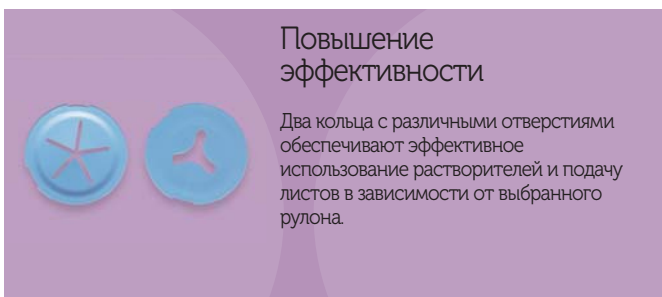 Повышение
эффективности
Два кольца с различными отверстиями
обеспечивают эффективное
использование растворителей и подачу
листов в зависимости от выбранного
рулона.